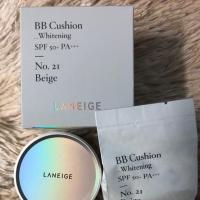 BB Cushion
_Whitening
SPF 50- PA+++
No. 21
Beige
LANEIGE
LANEIGE
BB Cushion
_Whitening
SPF 50- PA+++
No. 21
Beige